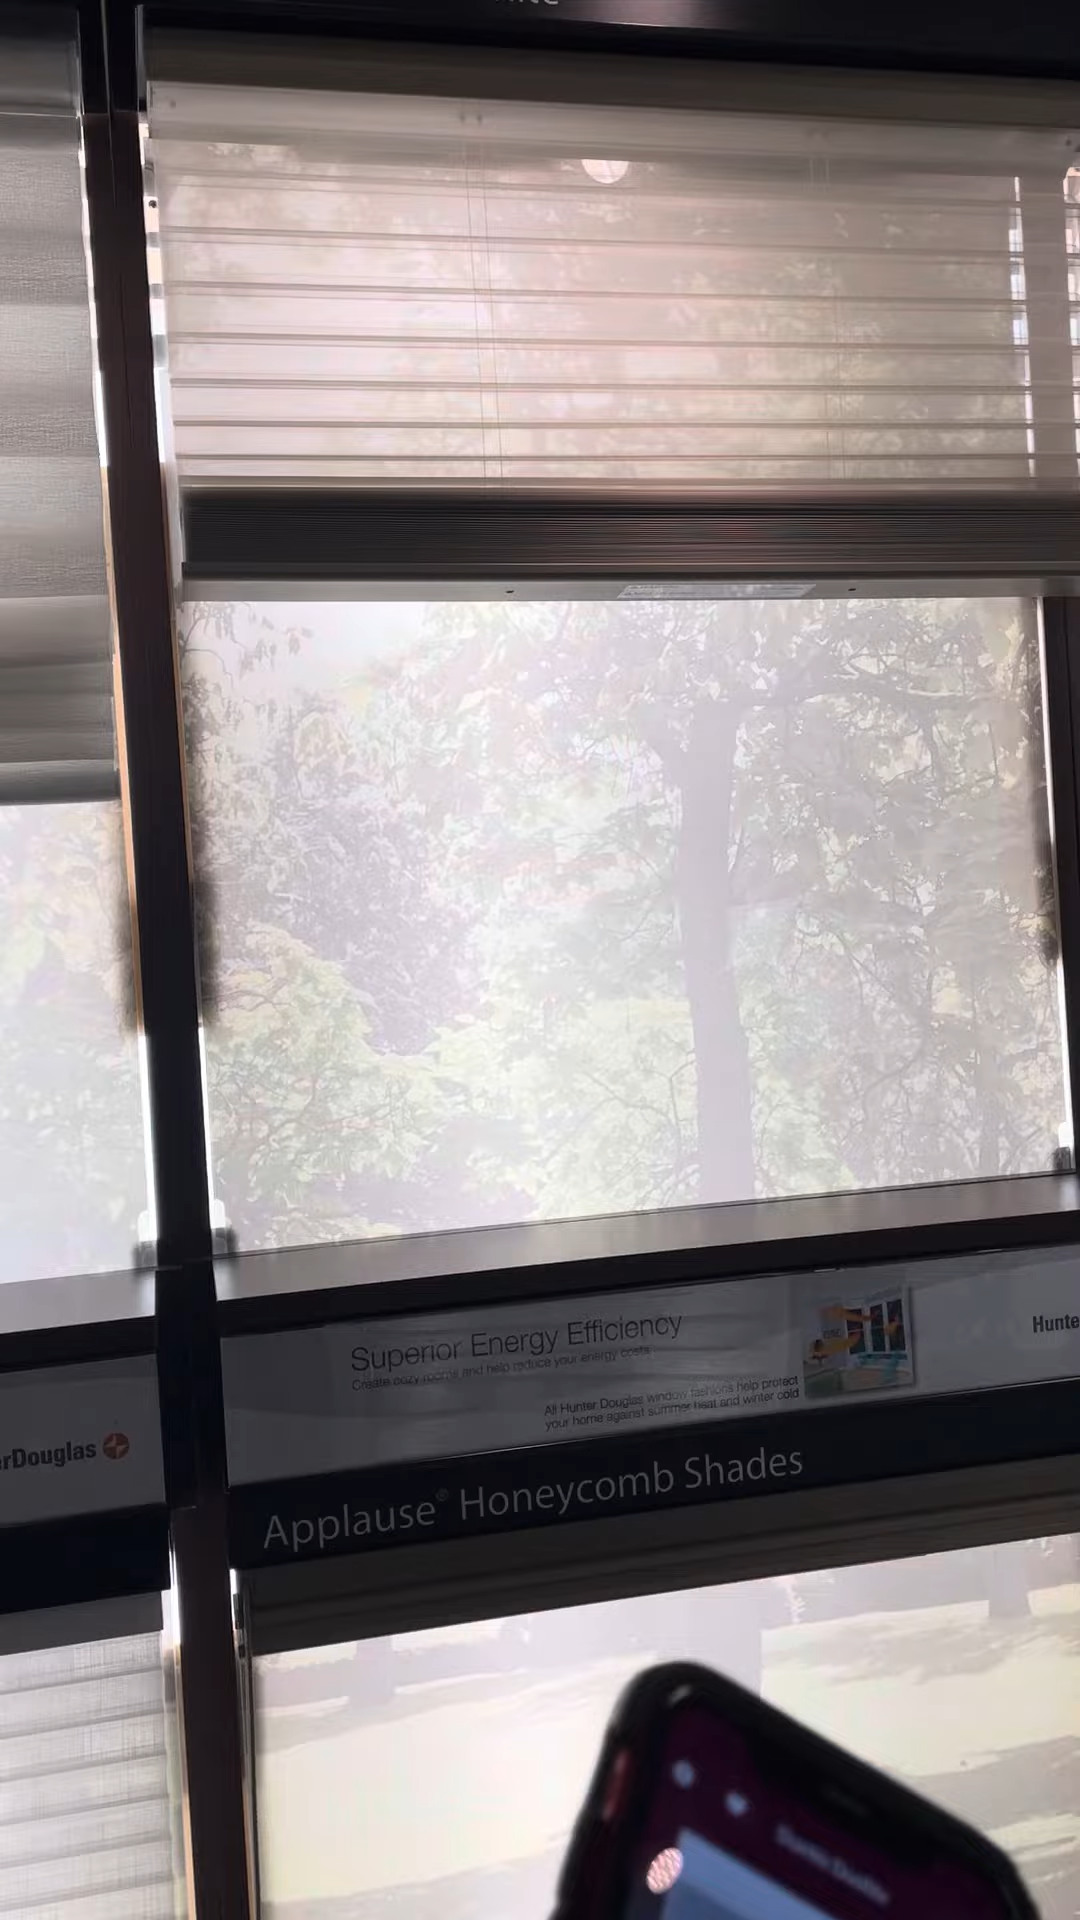 Superior Energy Efficiency
Create cozy rooms and help reduce your energy costs
All Hunter Douglas window fashions help protect
your home against summer heat and winter cold
Hunte
rDouglas
Applause® Honeycomb Shades